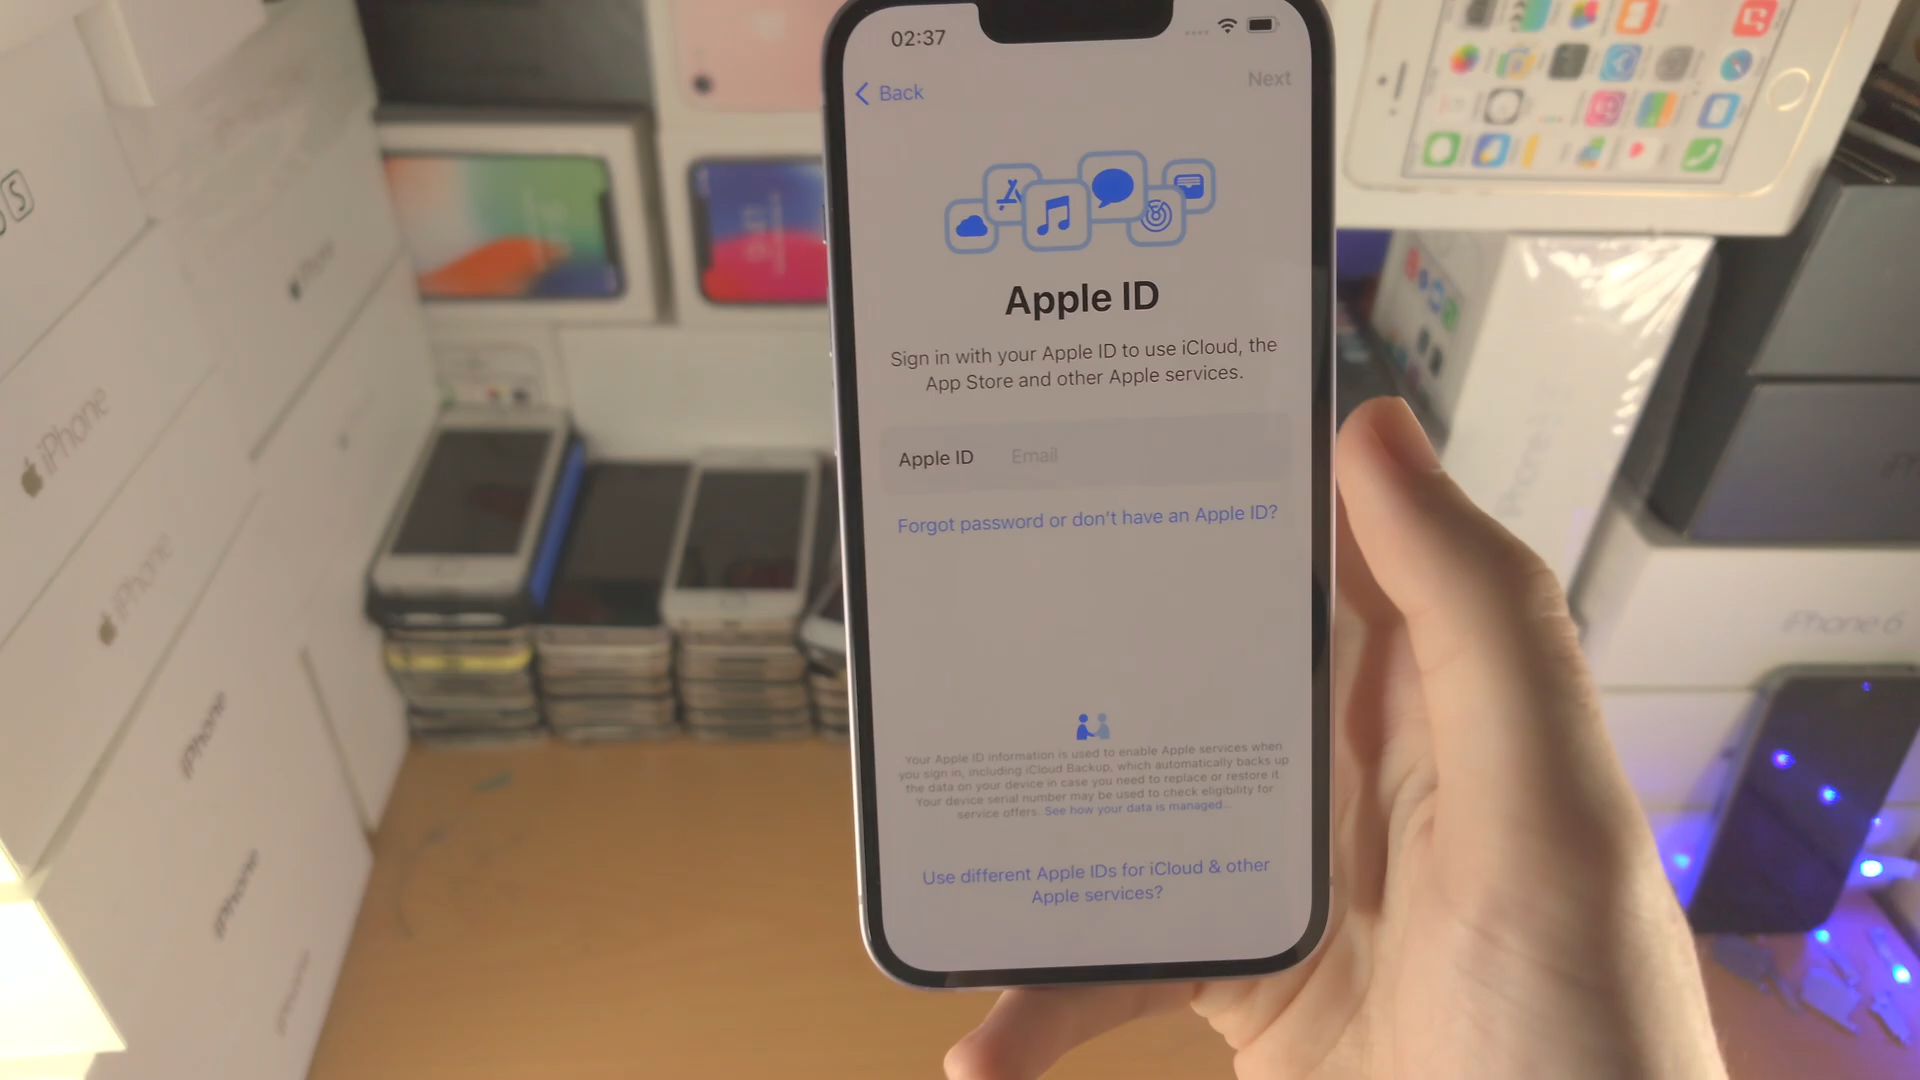 02:37
Back
Next
Apple ID
Sign in with your Apple ID to use iCloud, the
App Store and other Apple services.
Apple ID Email
Forgot password or don't have an Apple ID?
Your Apple ID information is used to enable Apple services when
you sign in, including iCloud Backup, which automatically backs up
the data on your device in case you need to replace or restore it.
Your device serial number may be used to check eligibility for
service offers. See how your data is managed...
Use different Apple IDs for iCloud & other
Apple services?
S
iPhone
iPhone
iPhone
iPhone
iPhone
iPhone
iPhone 6